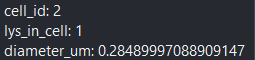 cell_id: 2
lys_in_cell: 1
diameter_um: 0.28489997088909147